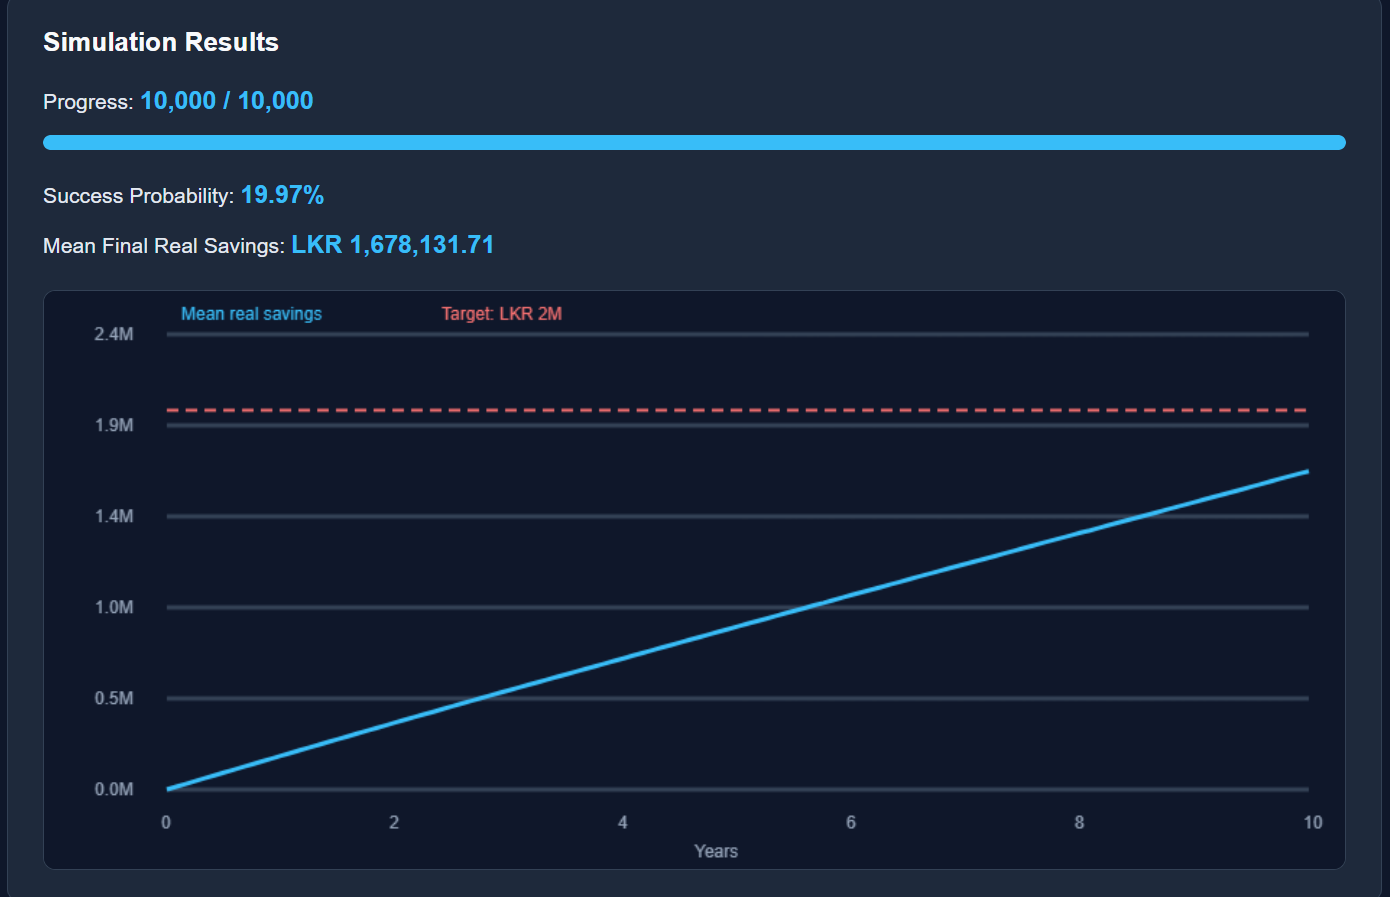 Simulation Results
Progress: 10,000 / 10,000
Success Probability: 19.97%
Mean Final Real Savings: LKR 1,678,131.71
Mean real savings Target: LKR 2M
2.4M
1.9M
1.4M
1.0M
0.5M
0.0M
0 2 4 6 8 10
Years